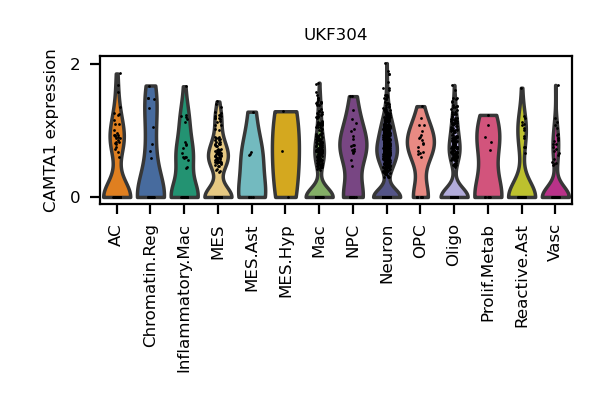 UKF304
CAMTA1 expression
2
0
AC
Chromatin.Reg
Inflammatory.Mac
MES
MES.Ast
MES.Hyp
Mac
NPC
Neuron
OPC
Oligo
Prolif.Metab
Reactive.Ast
Vasc